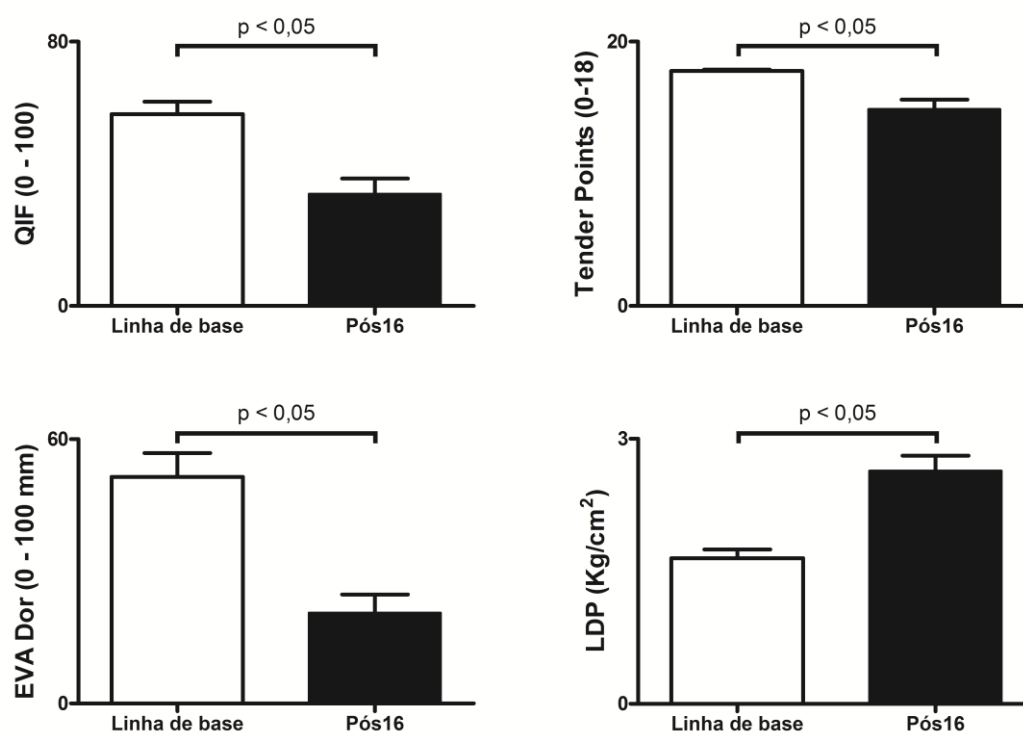 p < 0,05
80
QIF (0 - 100)
0
Linha de base
Pós16
p < 0,05
20
Tender Points (0-18)
0
Linha de base
Pós16
p < 0,05
60
EVA Dor (0 - 100 mm)
0
Linha de base
Pós16
p < 0,05
3
LDP (Kg/cm²)
0
Linha de base
Pós16